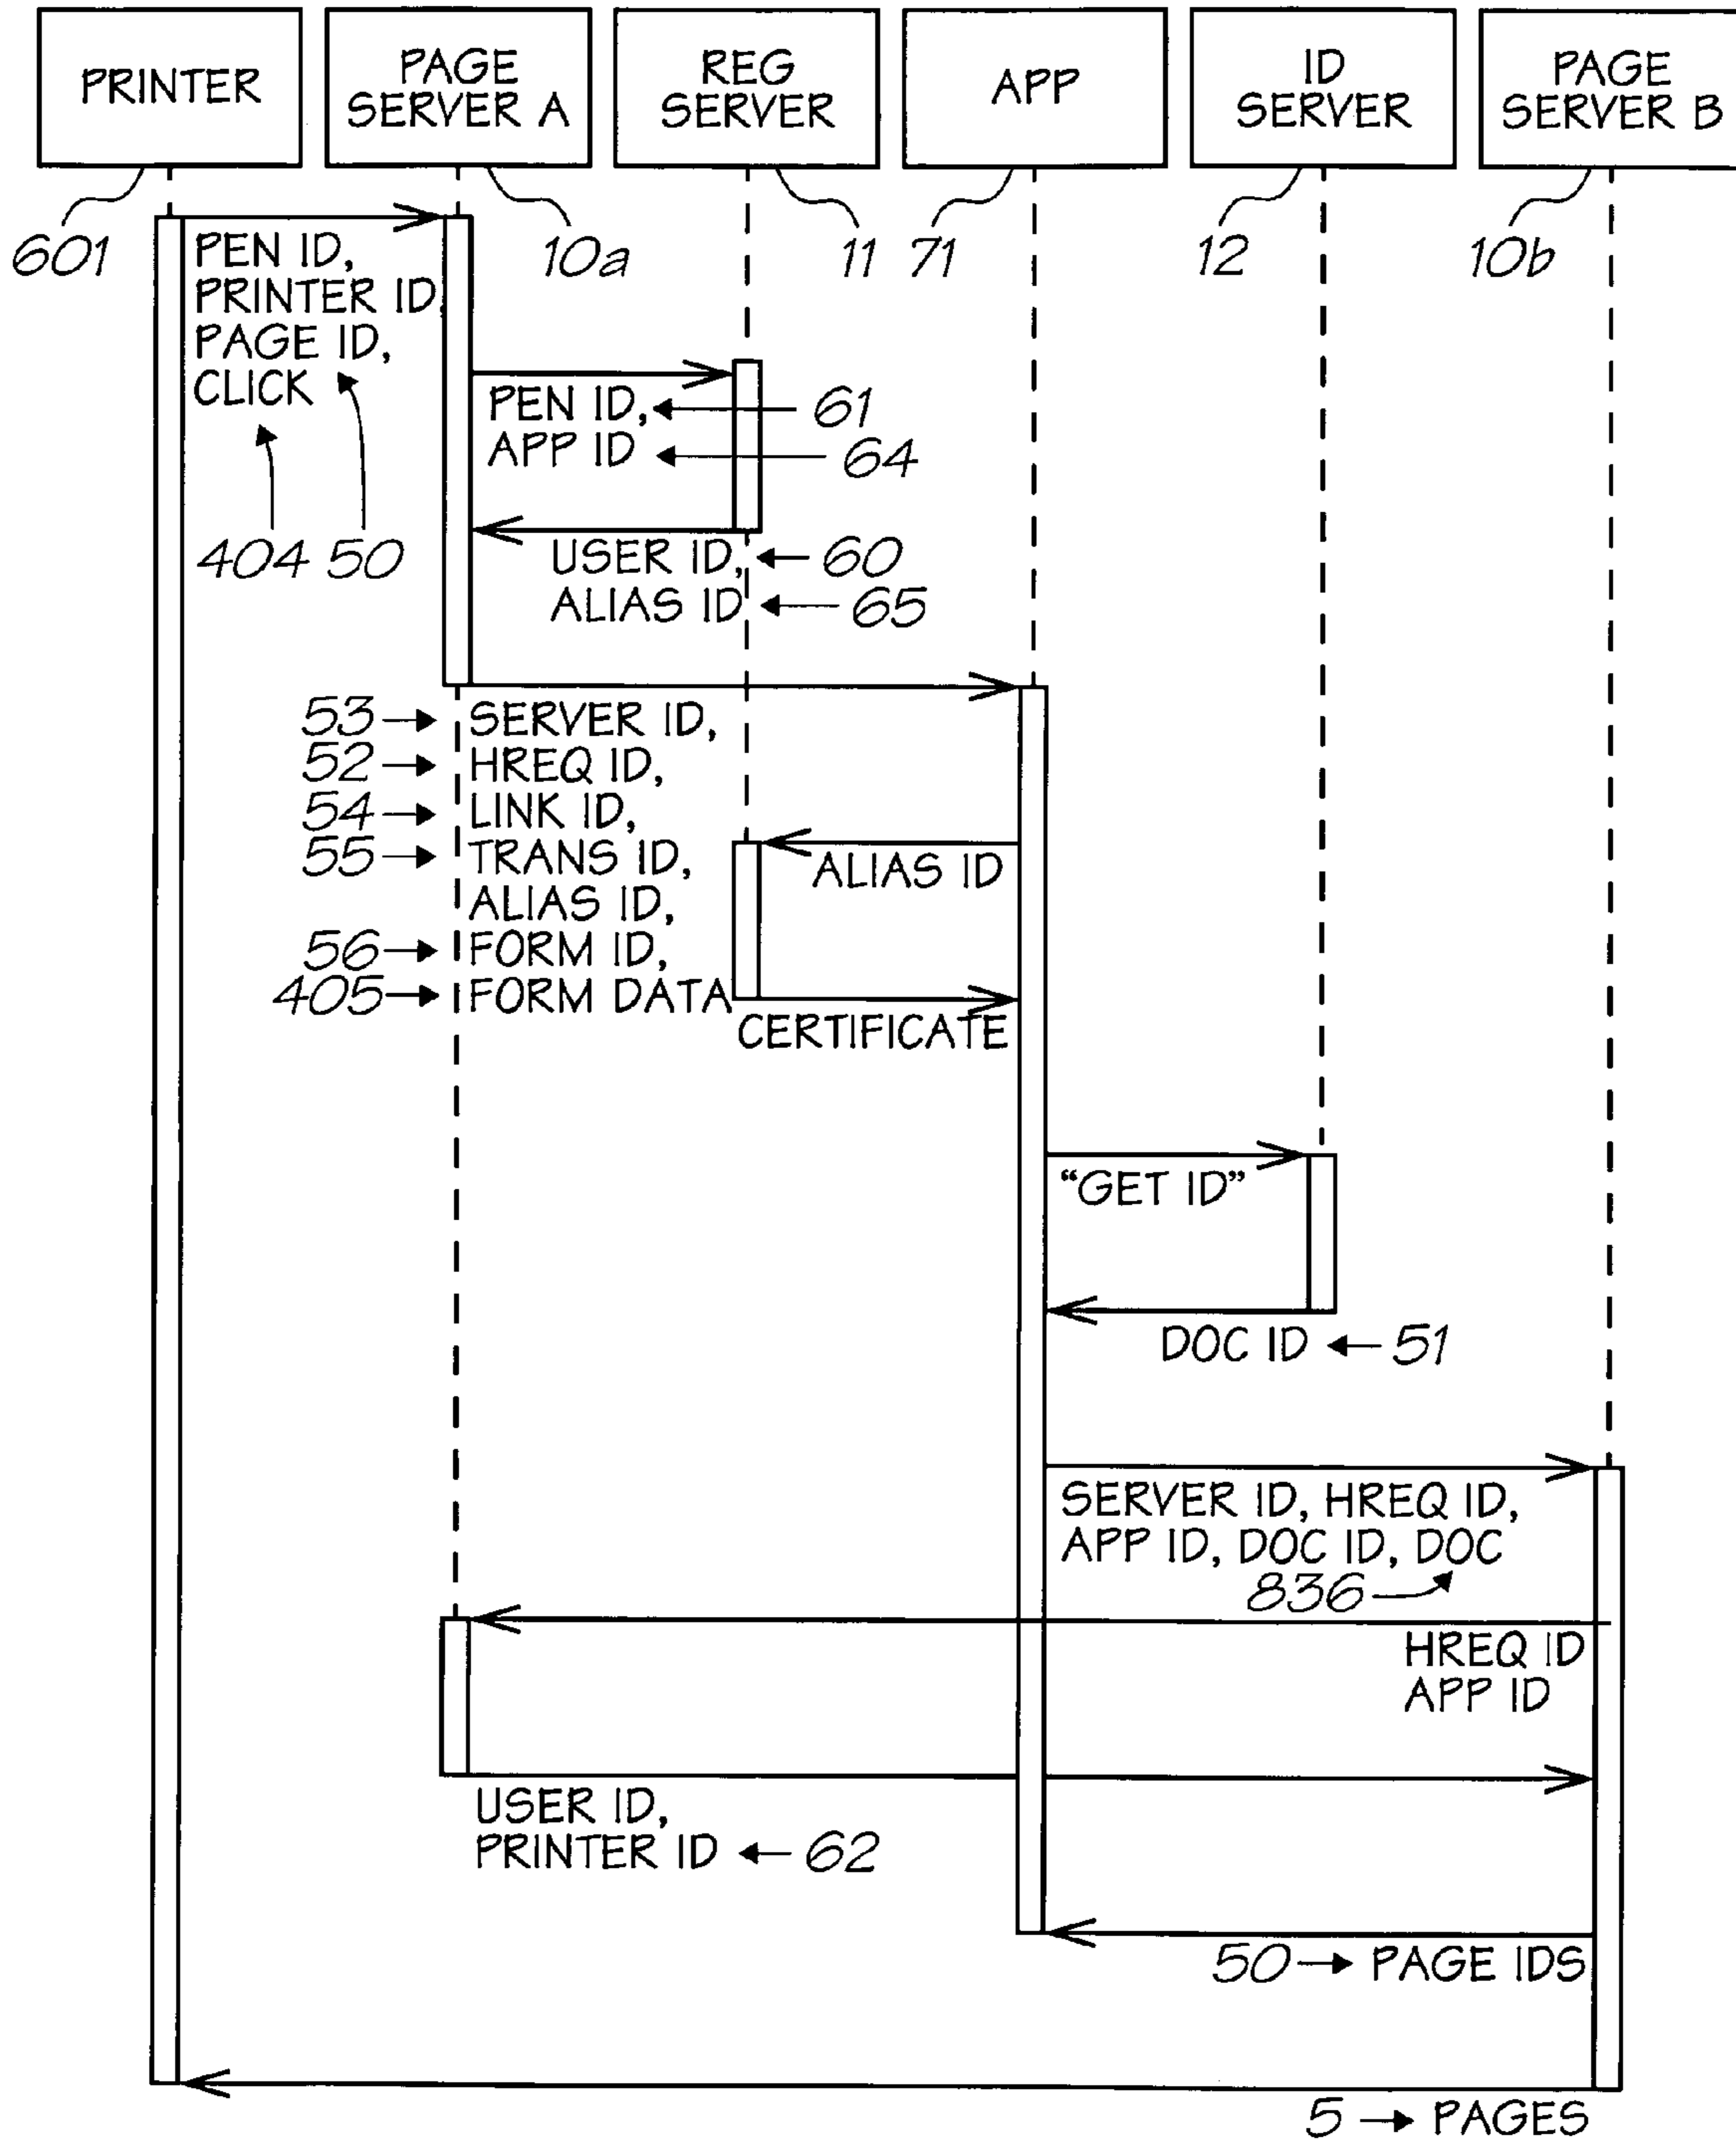 PRINTER
PAGE
SERVER A
REG
SERVER
APP
ID
SERVER
PAGE
SERVER B
601
10a
11
71
12
10b
PEN ID,
PRINTER ID
PAGE ID,
CLICK
404
50
PEN ID,
61
APP ID
64
USER ID,
60
ALIAS ID
65
53
SERVER ID,
52
HREQ ID,
54
LINK ID,
55
TRANS ID,
ALIAS ID,
56
FORM ID,
405
FORM DATA
ALIAS ID
CERTIFICATE
“GET ID”
DOC ID
51
SERVER ID, HREQ ID,
APP ID, DOC ID, DOC
836
HREQ ID
APP ID
USER ID,
PRINTER ID
62
50
PAGE IDS
5
PAGES